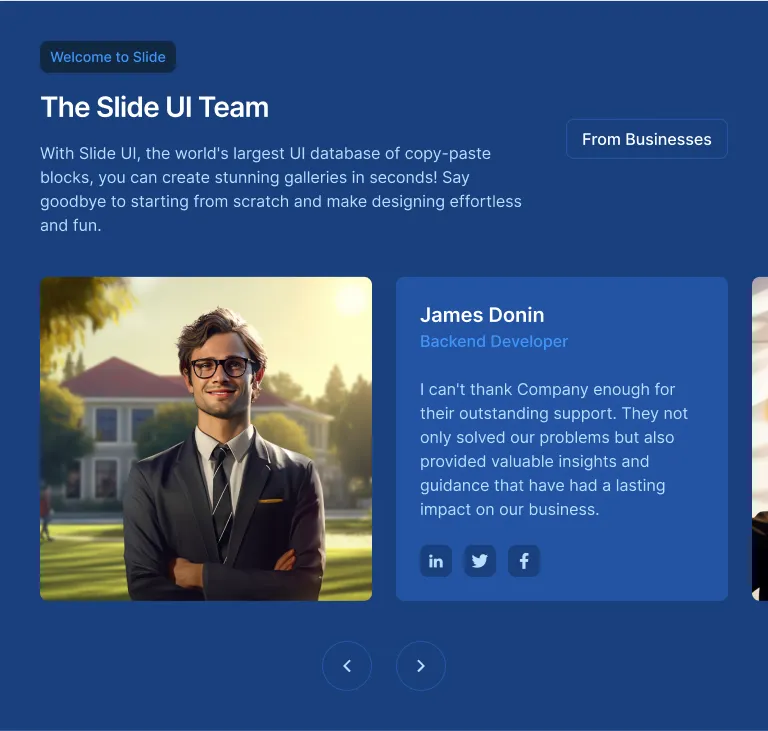 Welcome to Slide
The Slide UI Team
With Slide UI, the world's largest UI database of copy-paste
blocks, you can create stunning galleries in seconds! Say
goodbye to starting from scratch and make designing effortless
and fun.
From Businesses
James Donin
Backend Developer
I can't thank Company enough for
their outstanding support. They not
only solved our problems but also
provided valuable insights and
guidance that have had a lasting
impact on our business.
in
f